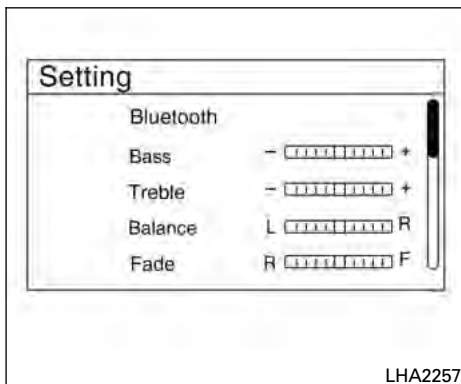 Setting
Bluetooth
Bass - +
Treble - +
Balance L R
Fade R F
LHA2257